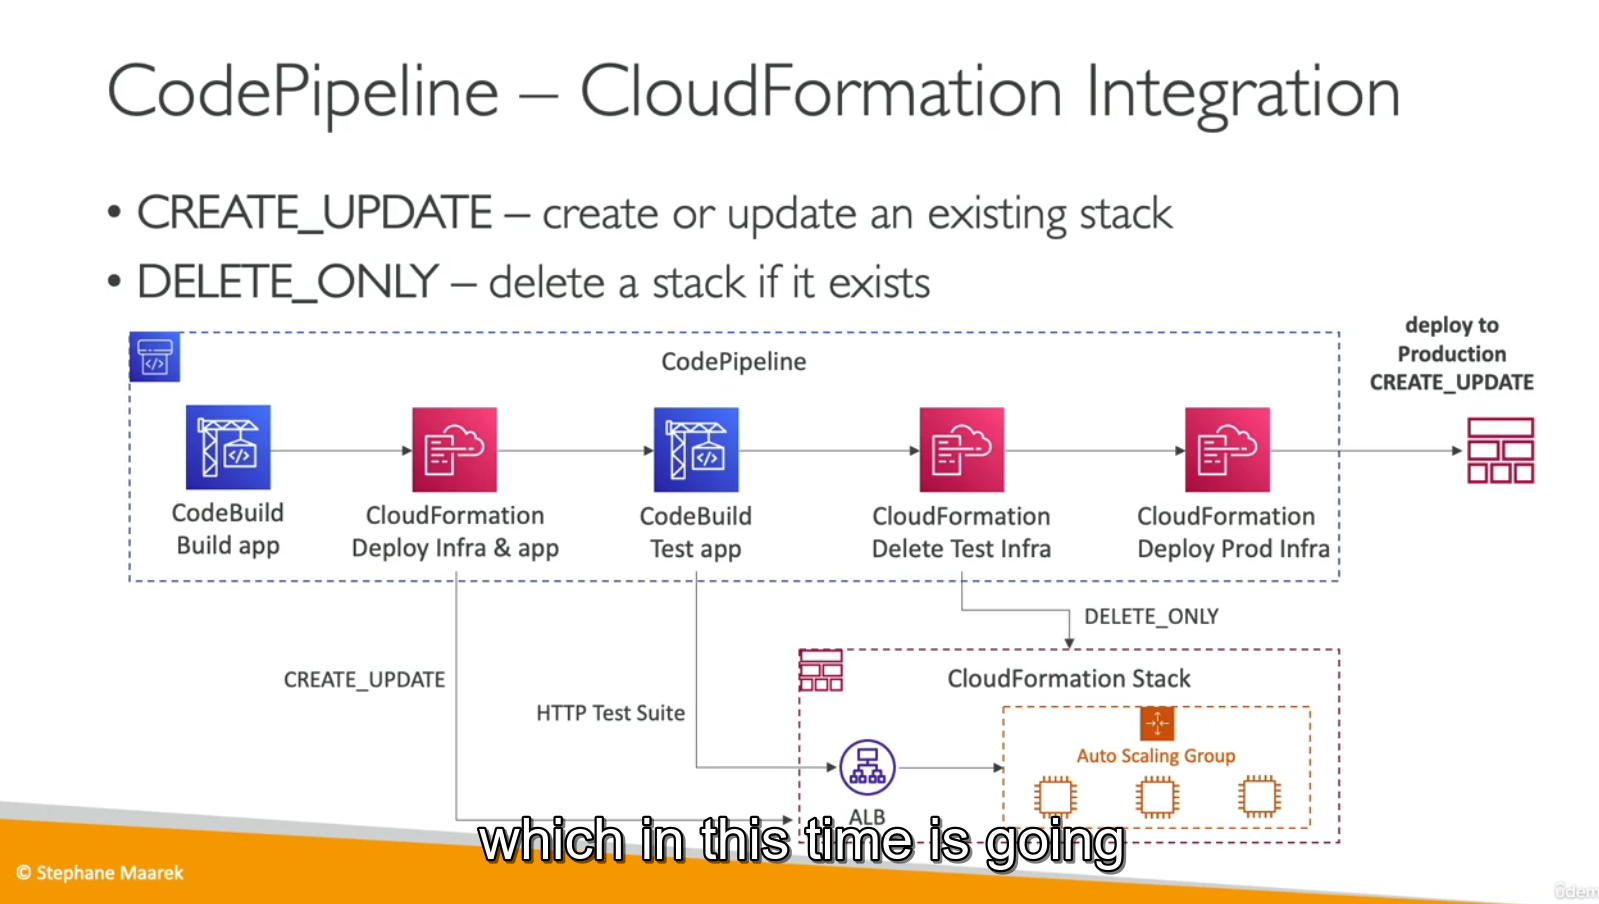 CodePipeline – CloudFormation Integration
• CREATE_UPDATE – create or update an existing stack
• DELETE_ONLY – delete a stack if it exists
deploy to
Production
CREATE_UPDATE
CodePipeline
CodeBuild
Build app
CloudFormation
Deploy Infra & app
CodeBuild
Test app
CloudFormation
Delete Test Infra
CloudFormation
Deploy Prod Infra
DELETE_ONLY
CREATE_UPDATE
HTTP Test Suite
CloudFormation Stack
Auto Scaling Group
ALB
which in this time is going
© Stephane Maarek
ûdem